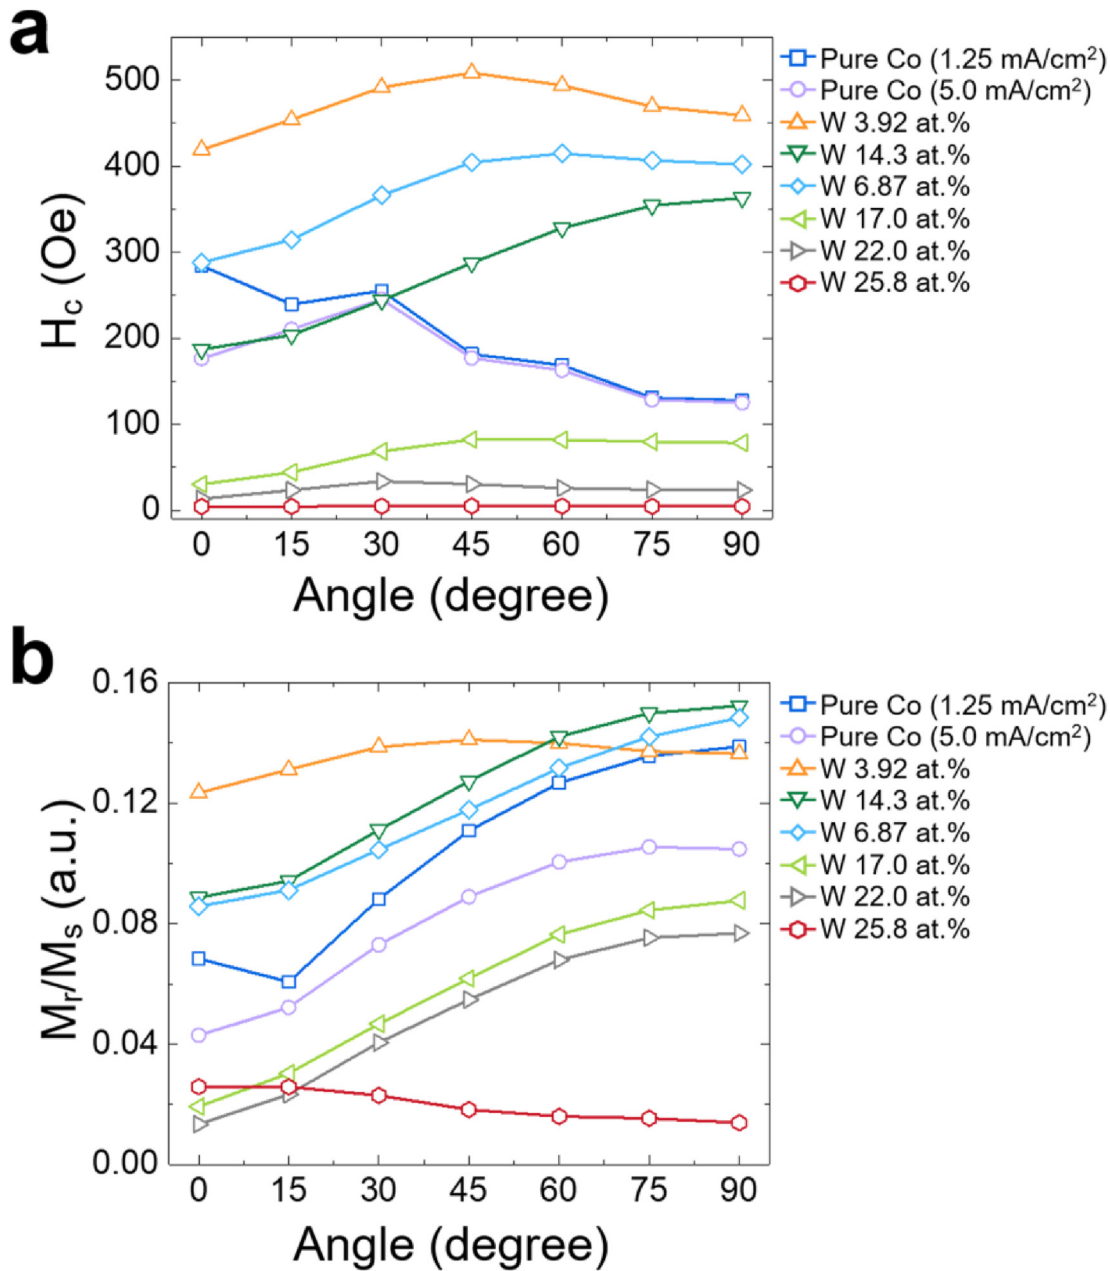 a
500
400
300
200
100
0
H_c (Oe)
0 15 30 45 60 75 90
Angle (degree)
Pure Co (1.25 mA/cm²)
Pure Co (5.0 mA/cm²)
W 3.92 at.%
W 14.3 at.%
W 6.87 at.%
W 17.0 at.%
W 22.0 at.%
W 25.8 at.%
b
0.16
0.12
0.08
0.04
0.00
M_r/M_s (a.u.)
0 15 30 45 60 75 90
Angle (degree)
Pure Co (1.25 mA/cm²)
Pure Co (5.0 mA/cm²)
W 3.92 at.%
W 14.3 at.%
W 6.87 at.%
W 17.0 at.%
W 22.0 at.%
W 25.8 at.%